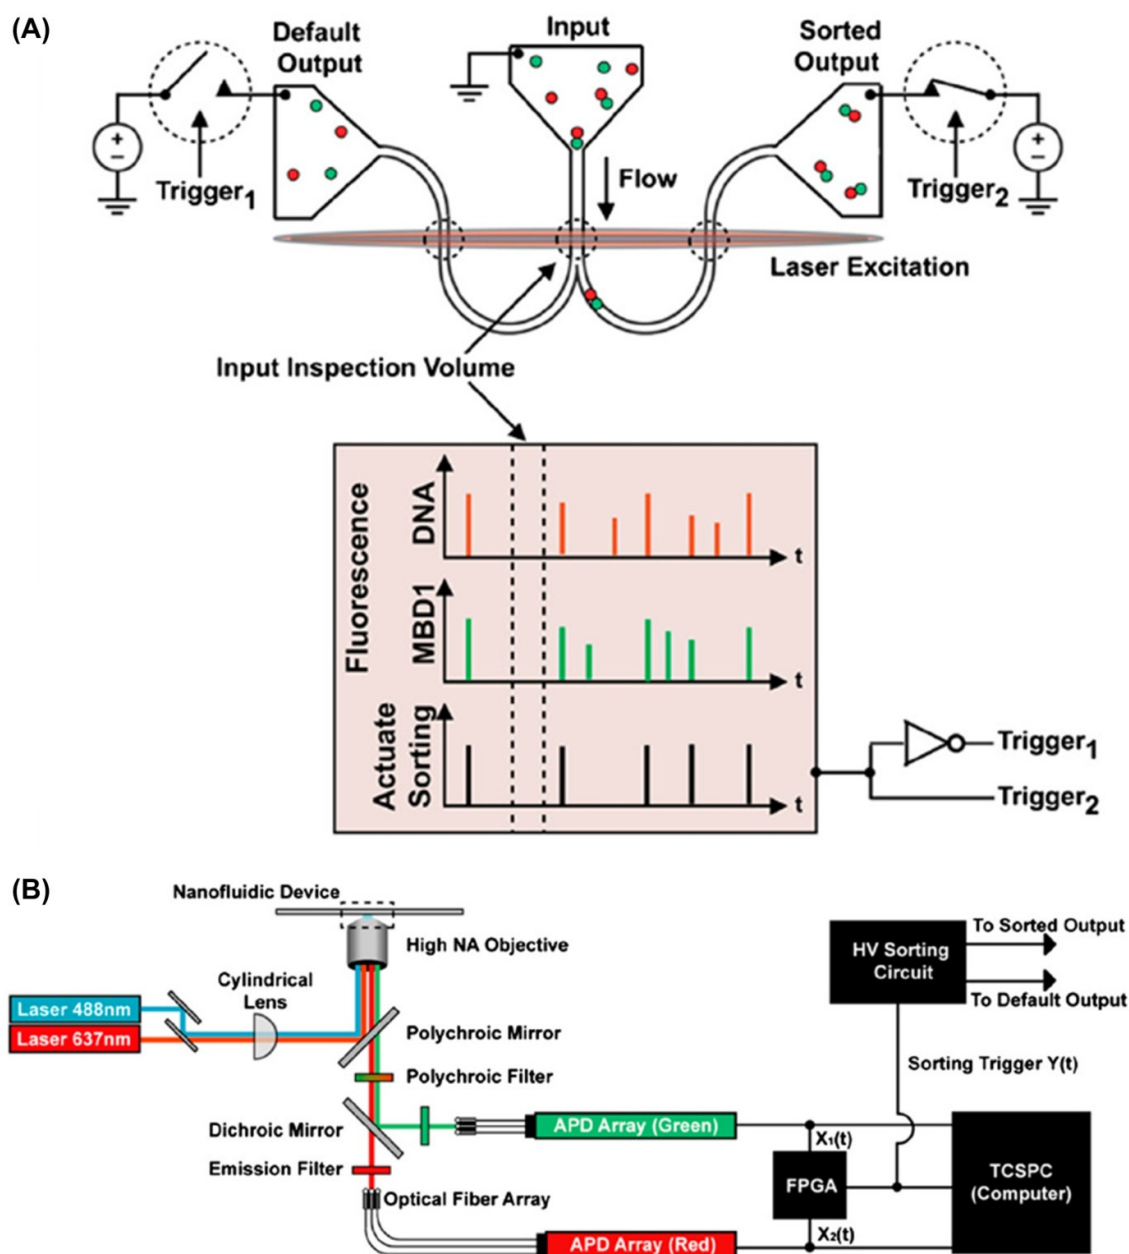 (A)
Default
Output
Input
Sorted
Output
+
−
Trigger1
Flow
Trigger2
+
−
Laser Excitation
Input Inspection Volume
Fluorescence
DNA
t
MBD1
t
Actuate
Sorting
t
Trigger1
Trigger2
(B)
Nanofluidic Device
High NA Objective
Cylindrical
Lens
Laser 488nm
Laser 637nm
Polychroic Mirror
Polychroic Filter
Dichroic Mirror
Emission Filter
Optical Fiber Array
APD Array (Green)
APD Array (Red)
X1(t)
FPGA
X2(t)
HV Sorting
Circuit
To Sorted Output
To Default Output
Sorting Trigger Y(t)
TCSPC
(Computer)